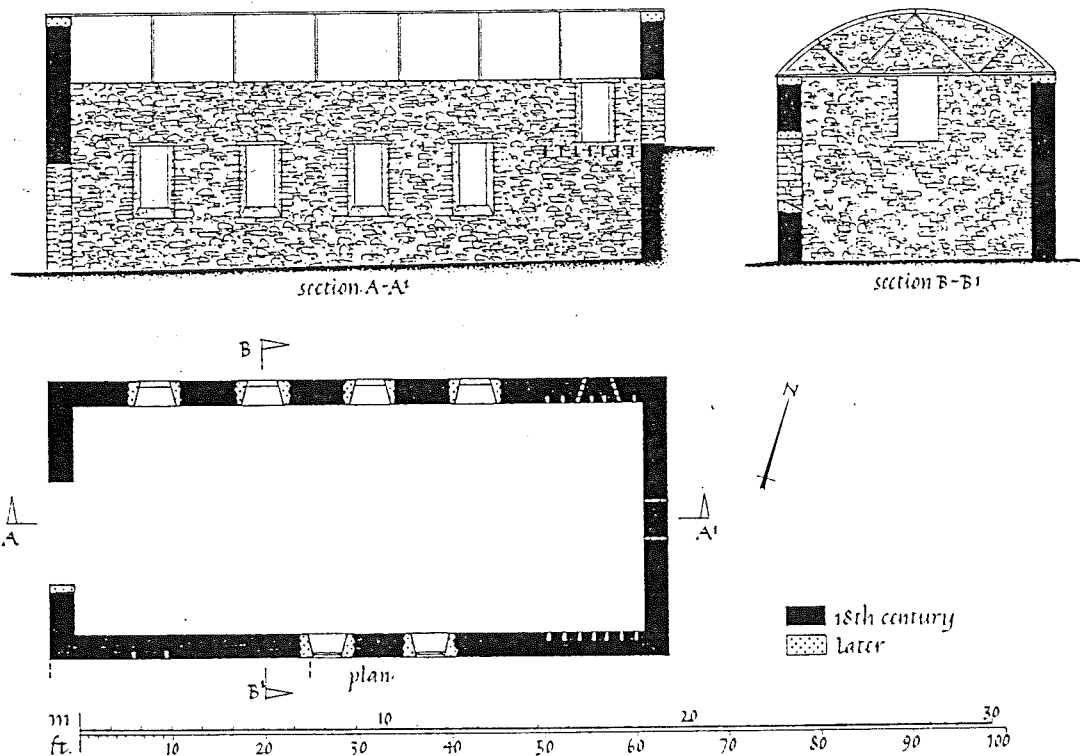 section A-A¹
section B-B¹
B
N
A
A¹
18th century
later
B¹
plan.
m 10 20 30
ft. 10 20 30 40 50 60 70 80 90 100